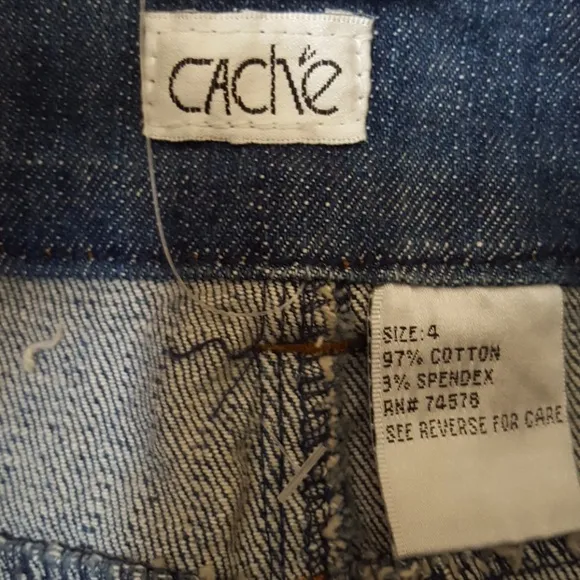 CACHÉ
SIZE: 4
97% COTTON
3% SPENDEX
RN# 74578
SEE REVERSE FOR CARE